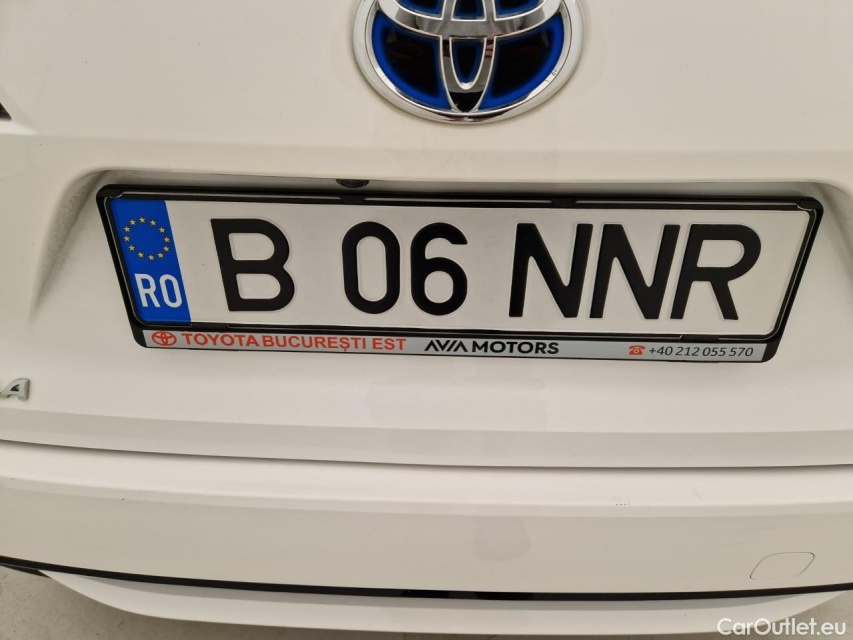 RO B 06 NNR
TOYOTA BUCUREȘTI EST AVIA MOTORS ☎ +40 212 055 570
A
CarOutlet.eu